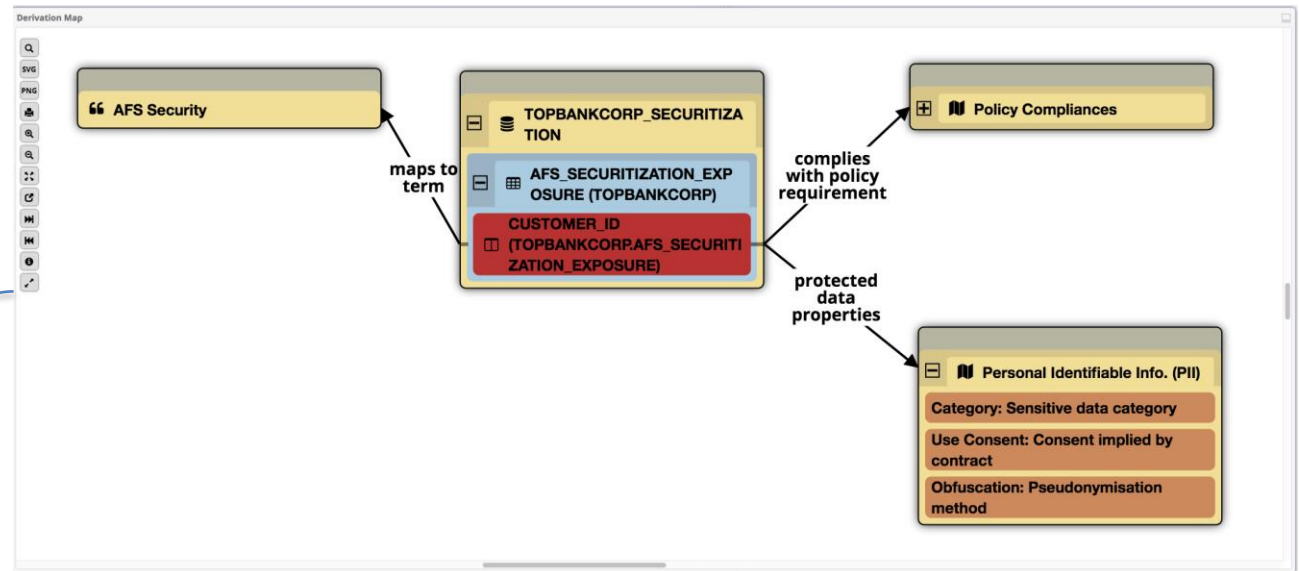 Derivation Map
SVG
PNG
AFS Security
maps to
term
TOPBANKCORP_SECURITIZA
TION
AFS_SECURITIZATION_EXP
OSURE (TOPBANKCORP)
CUSTOMER_ID
(TOPBANKCORP.AFS_SECURITI
ZATION_EXPOSURE)
complies
with policy
requirement
Policy Compliances
protected
data
properties
Personal Identifiable Info. (PII)
Category: Sensitive data category
Use Consent: Consent implied by
contract
Obfuscation: Pseudonymisation
method